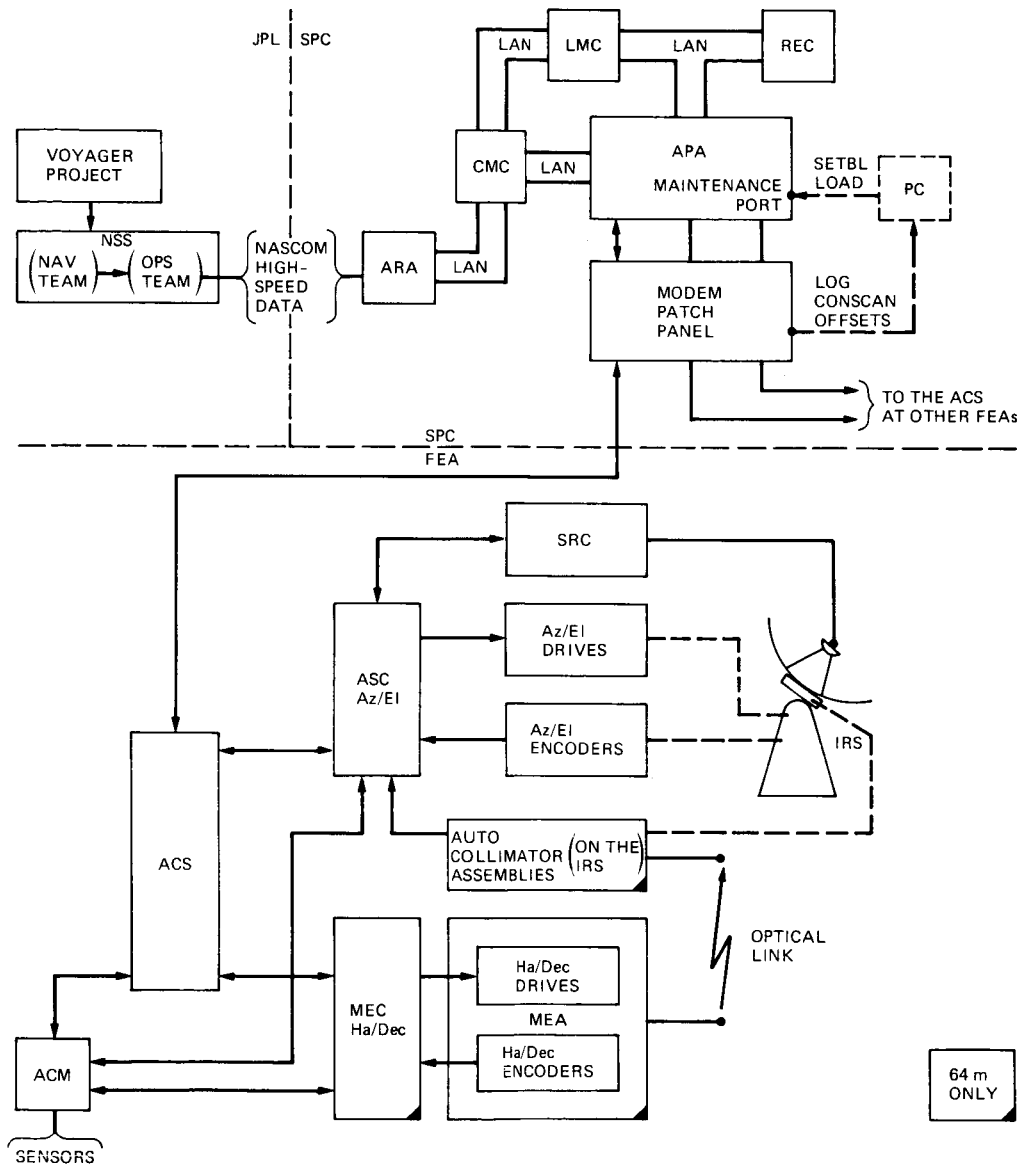 JPL SPC
LAN
LMC
LAN
REC
VOYAGER
PROJECT
CMC
LAN
APA
MAINTENANCE
PORT
SETBL
LOAD
PC
NSS
(NAV
TEAM)
(OPS
TEAM)
NASCOM
HIGH-
SPEED
DATA
ARA
LAN
MODEM
PATCH
PANEL
LOG
CONSCAN
OFFSETS
TO THE ACS
AT OTHER FEAs
SPC
FEA
SRC
ASC
Az/El
Az/El
DRIVES
Az/El
ENCODERS
IRS
ACS
AUTO
COLLIMATOR
ASSEMBLIES
(ON THE
IRS)
OPTICAL
LINK
MEC
Ha/Dec
Ha/Dec
DRIVES
MEA
Ha/Dec
ENCODERS
ACM
SENSORS
64 m
ONLY